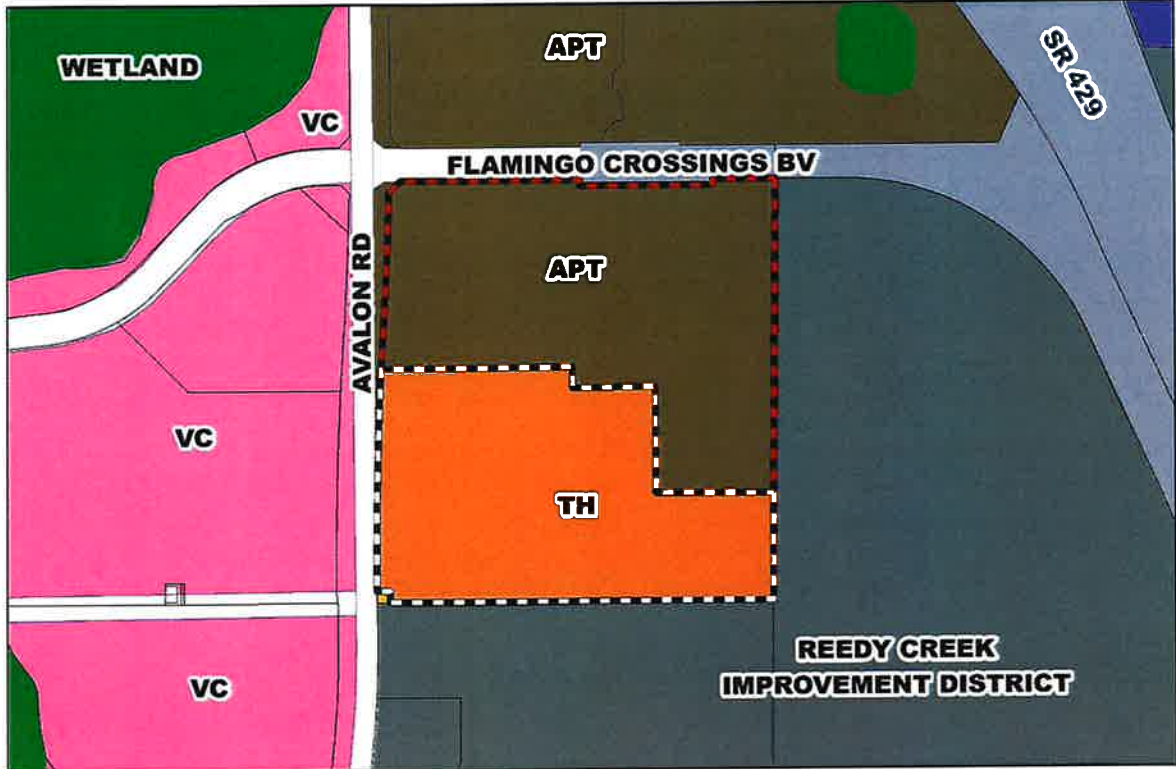 WETLAND
VC
APT
SR 429
FLAMINGO CROSSINGS BV
AVALON RD
APT
VC
TH
VC
REEDY CREEK
IMPROVEMENT DISTRICT